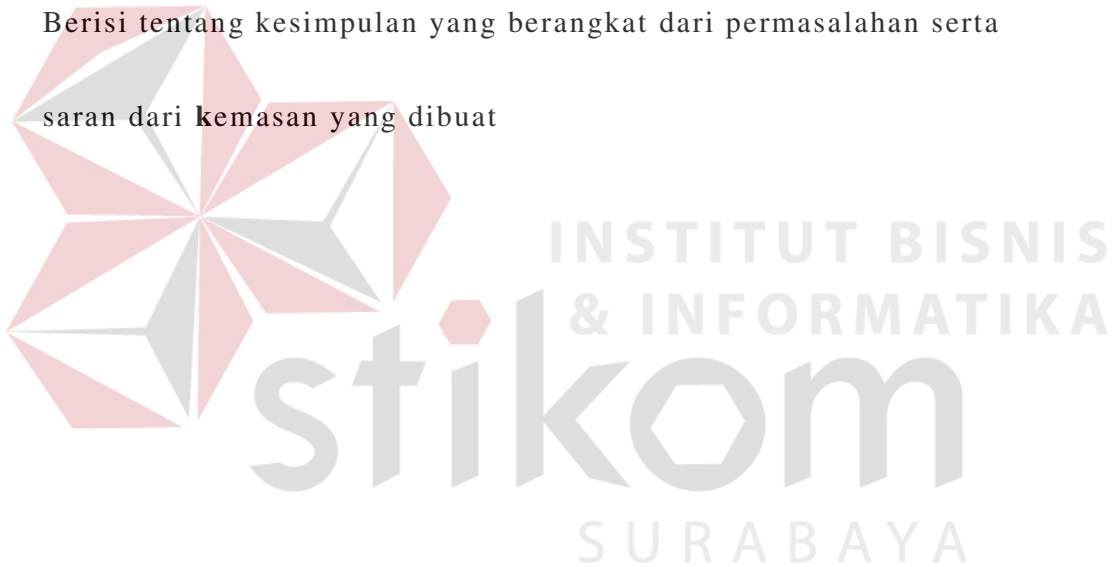 Berisi tentang kesimpulan yang berangkat dari permasalahan serta
saran dari kemasan yang dibuat
INSTITUT BISNIS
& INFORMATIKA
stikom
SURABAYA